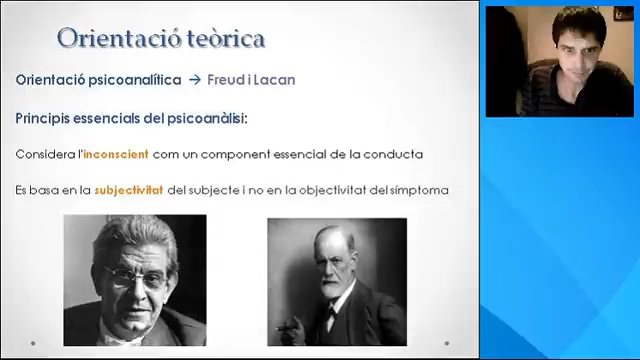 Orientació teòrica
Orientació psicoanalítica → Freud i Lacan
Principis essencials del psicoanàlisi:
Considera l'inconscient com un component essencial de la conducta
Es basa en la subjectivitat del subjecte i no en la objectivitat del símptoma